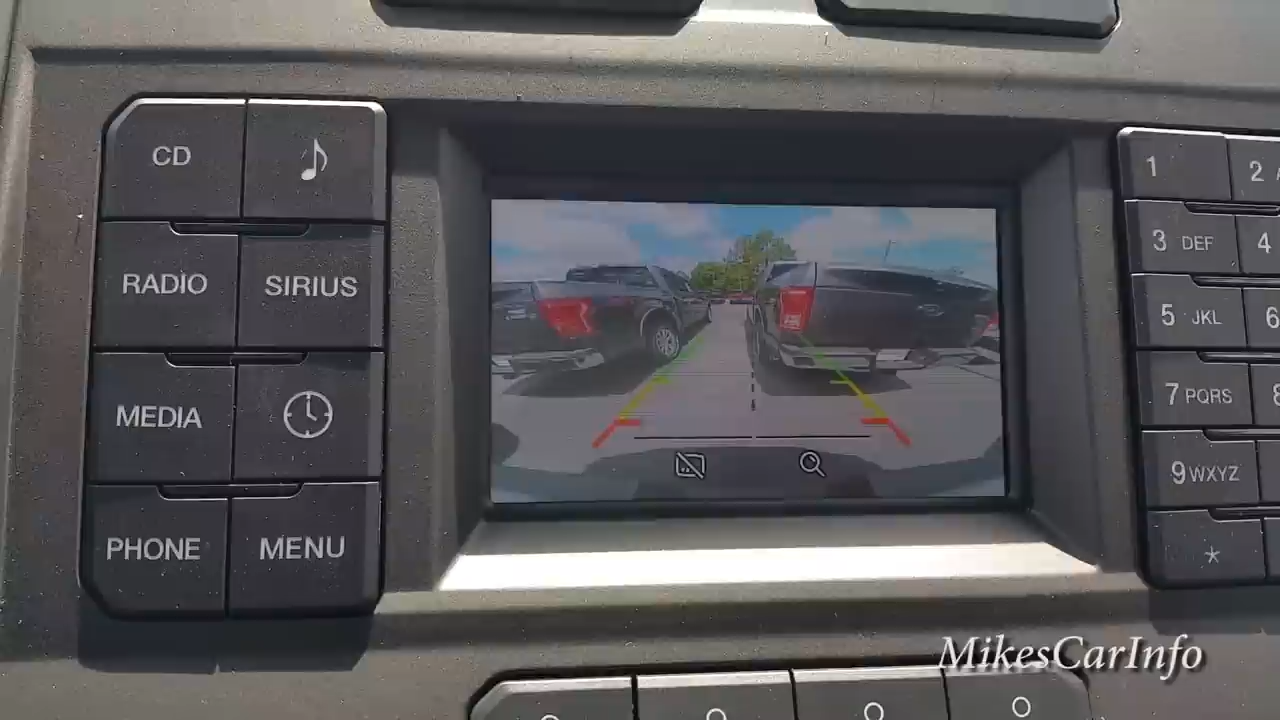 CD
RADIO
SIRIUS
MEDIA
PHONE
MENU
1
2
3 DEF
4
5 JKL
6
7 PQRS
8
9 WXYZ
*
MikesCarInfo